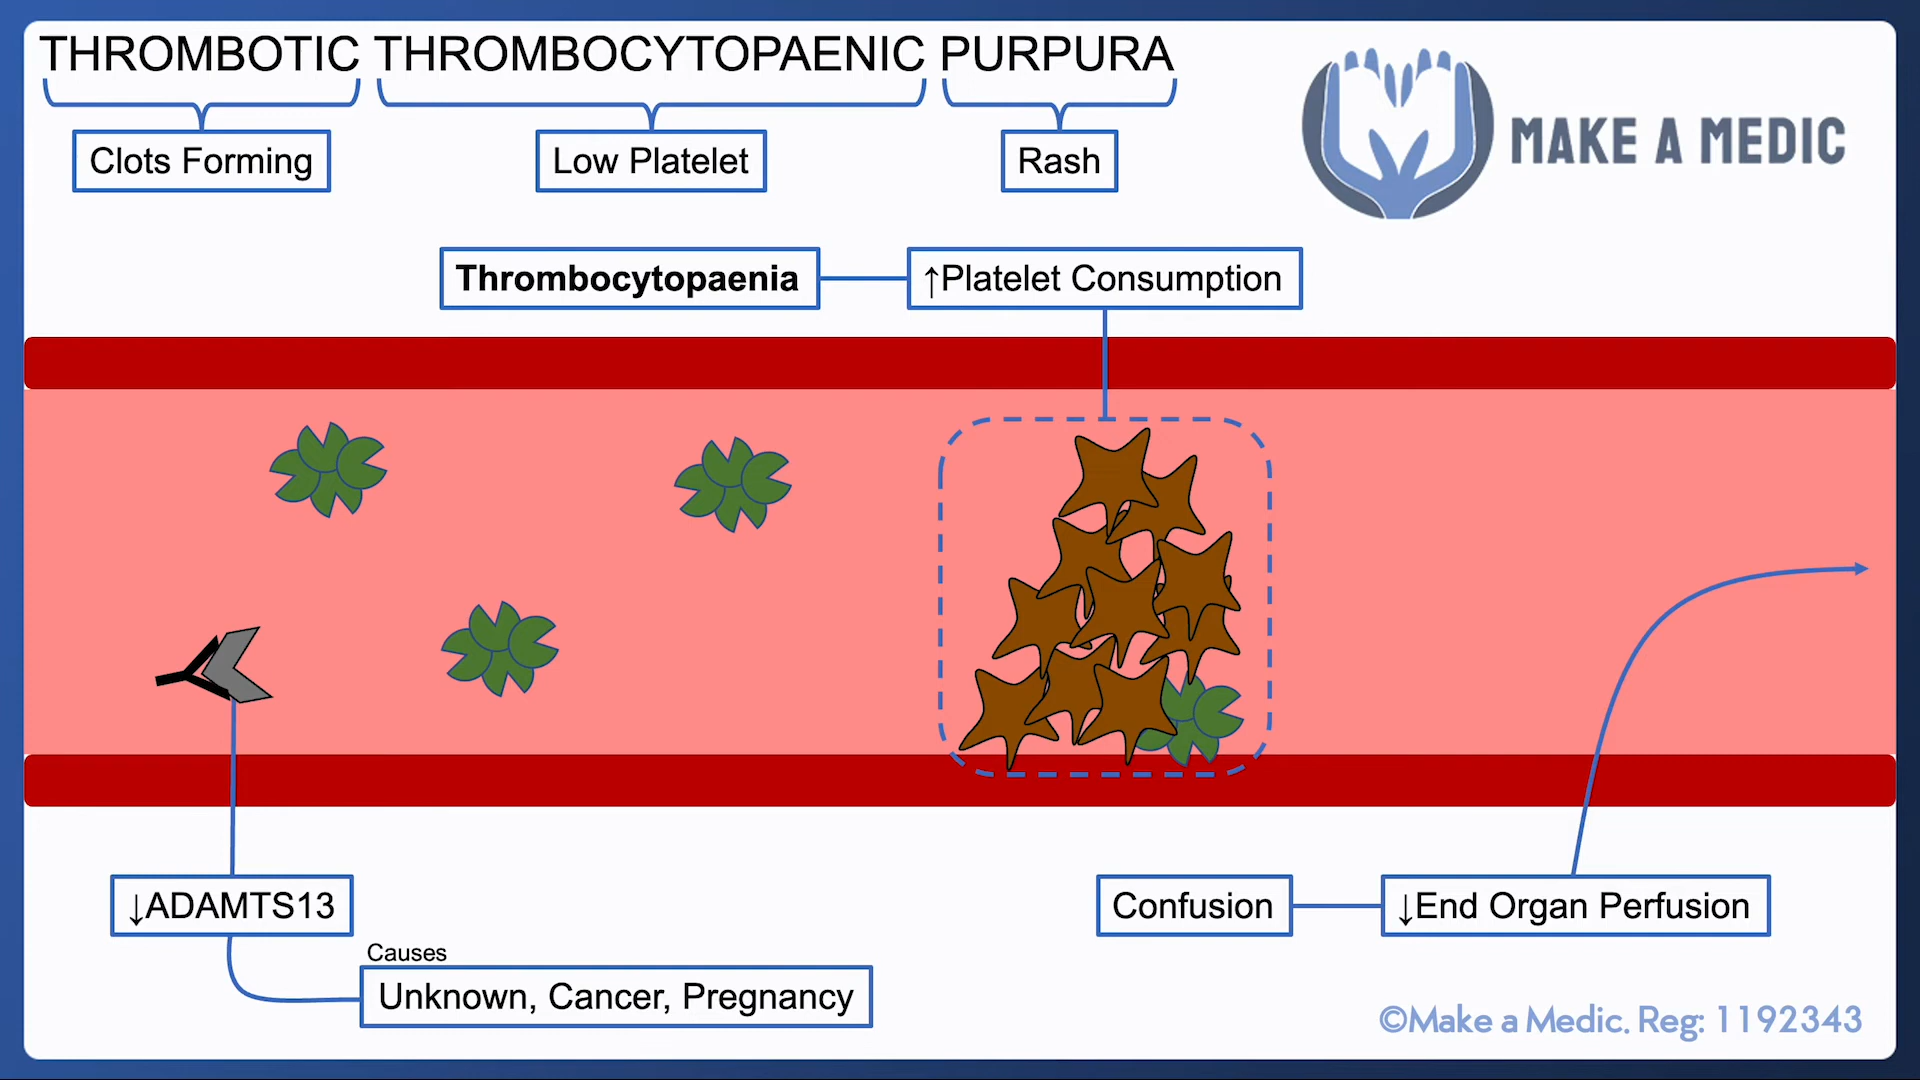 THROMBOTIC THROMBOCYTOPAENIC PURPURA
Clots Forming
Low Platelet
Rash
MAKE A MEDIC
Thrombocytopaenia
↑Platelet Consumption
↓ADAMTS13
Causes
Unknown, Cancer, Pregnancy
Confusion
↓End Organ Perfusion
©Make a Medic. Reg: 1192343